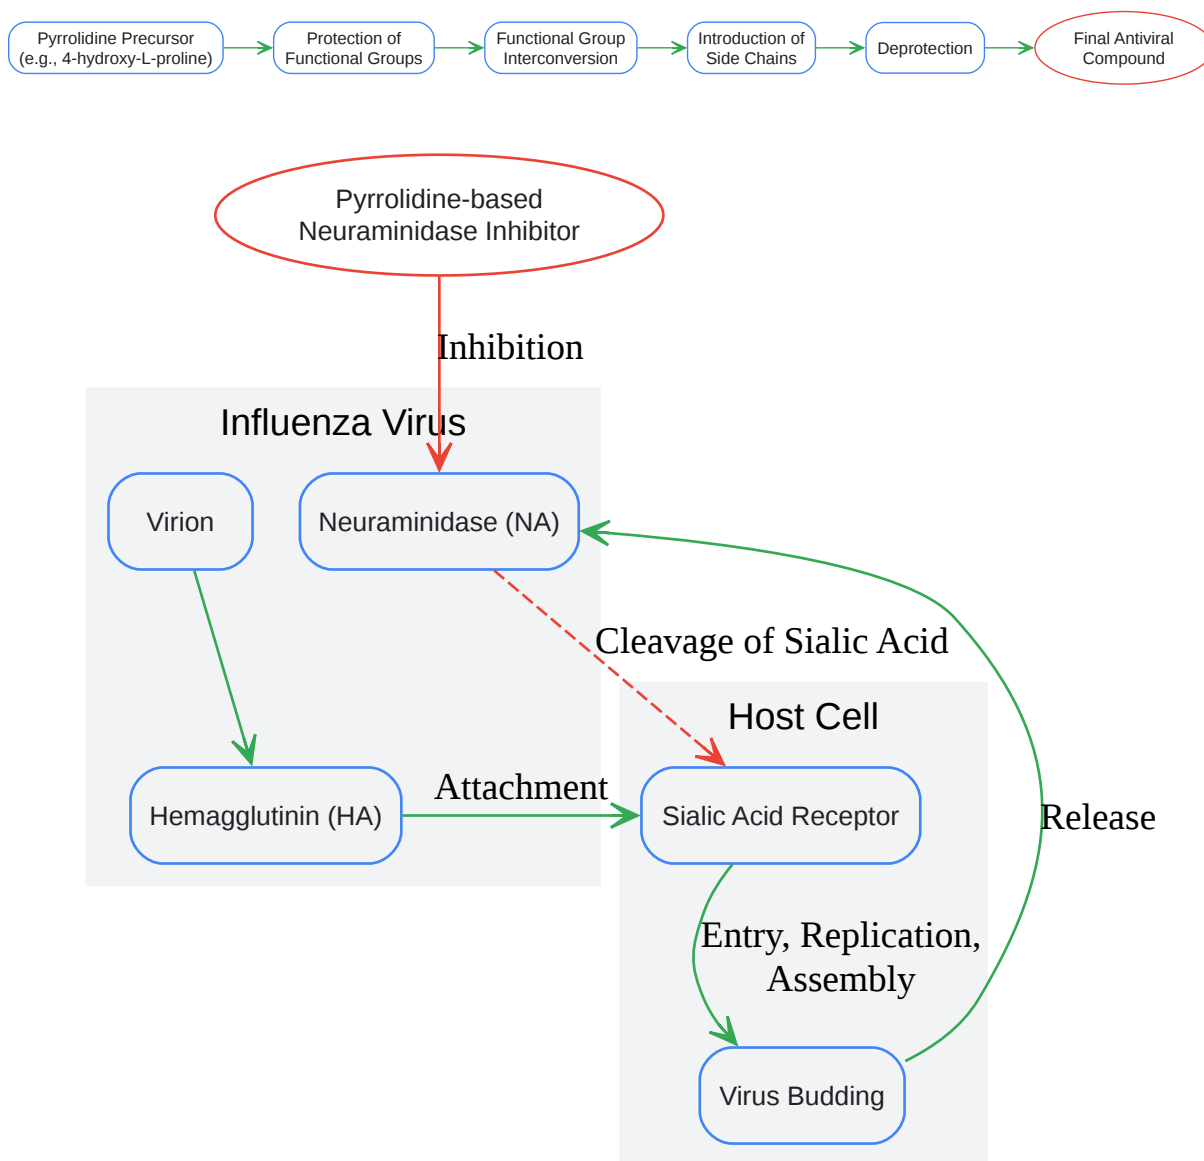 Pyrrolidine Precursor
(e.g., 4-hydroxy-L-proline)
Protection of
Functional Groups
Functional Group
Interconversion
Introduction of
Side Chains
Deprotection
Final Antiviral
Compound
Pyrrolidine-based
Neuraminidase Inhibitor
Inhibition
Influenza Virus
Virion
Neuraminidase (NA)
Cleavage of Sialic Acid
Host Cell
Attachment
Hemagglutinin (HA)
Sialic Acid Receptor
Release
Entry, Replication,
Assembly
Virus Budding